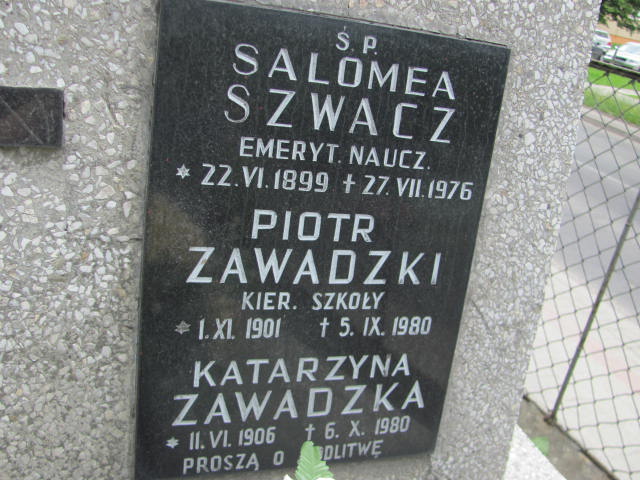 Ś.P.
SALOMEA
SZWACZ
EMERYT. NAUCZ.
* 22.VI.1899 † 27.VII.1976
PIOTR
ZAWADZKI
KIER. SZKOŁY
* 1.XI.1901 † 5.IX.1980
KATARZYNA
ZAWADZKA
* 11.VI.1906 † 6.X.1980
PROSZĄ O